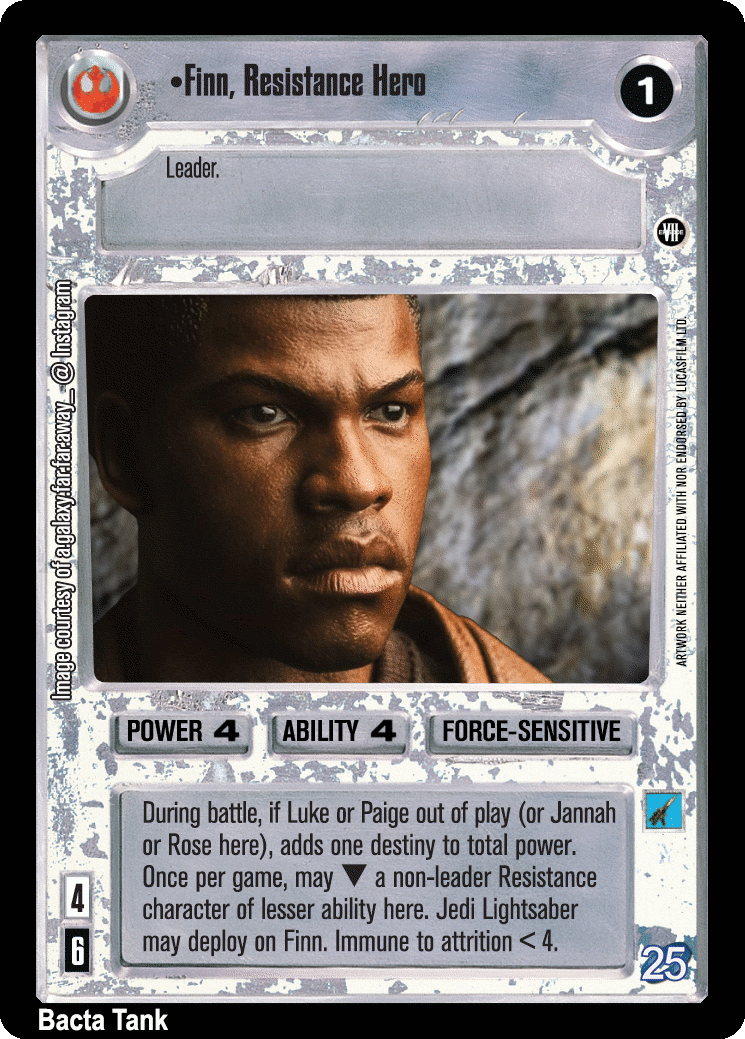 •Finn, Resistance Hero
1
Leader.
EPISODE
VII
Image courtesy of a.galaxy.far.far.away_ @ Instagram
ARTWORK NEITHER AFFILIATED WITH NOR ENDORSED BY LUCASFILM LTD.
POWER 4
ABILITY 4
FORCE-SENSITIVE
During battle, if Luke or Paige out of play (or Jannah
or Rose here), adds one destiny to total power.
Once per game, may ▼ a non-leader Resistance
character of lesser ability here. Jedi Lightsaber
may deploy on Finn. Immune to attrition < 4.
4
6
25
Bacta Tank